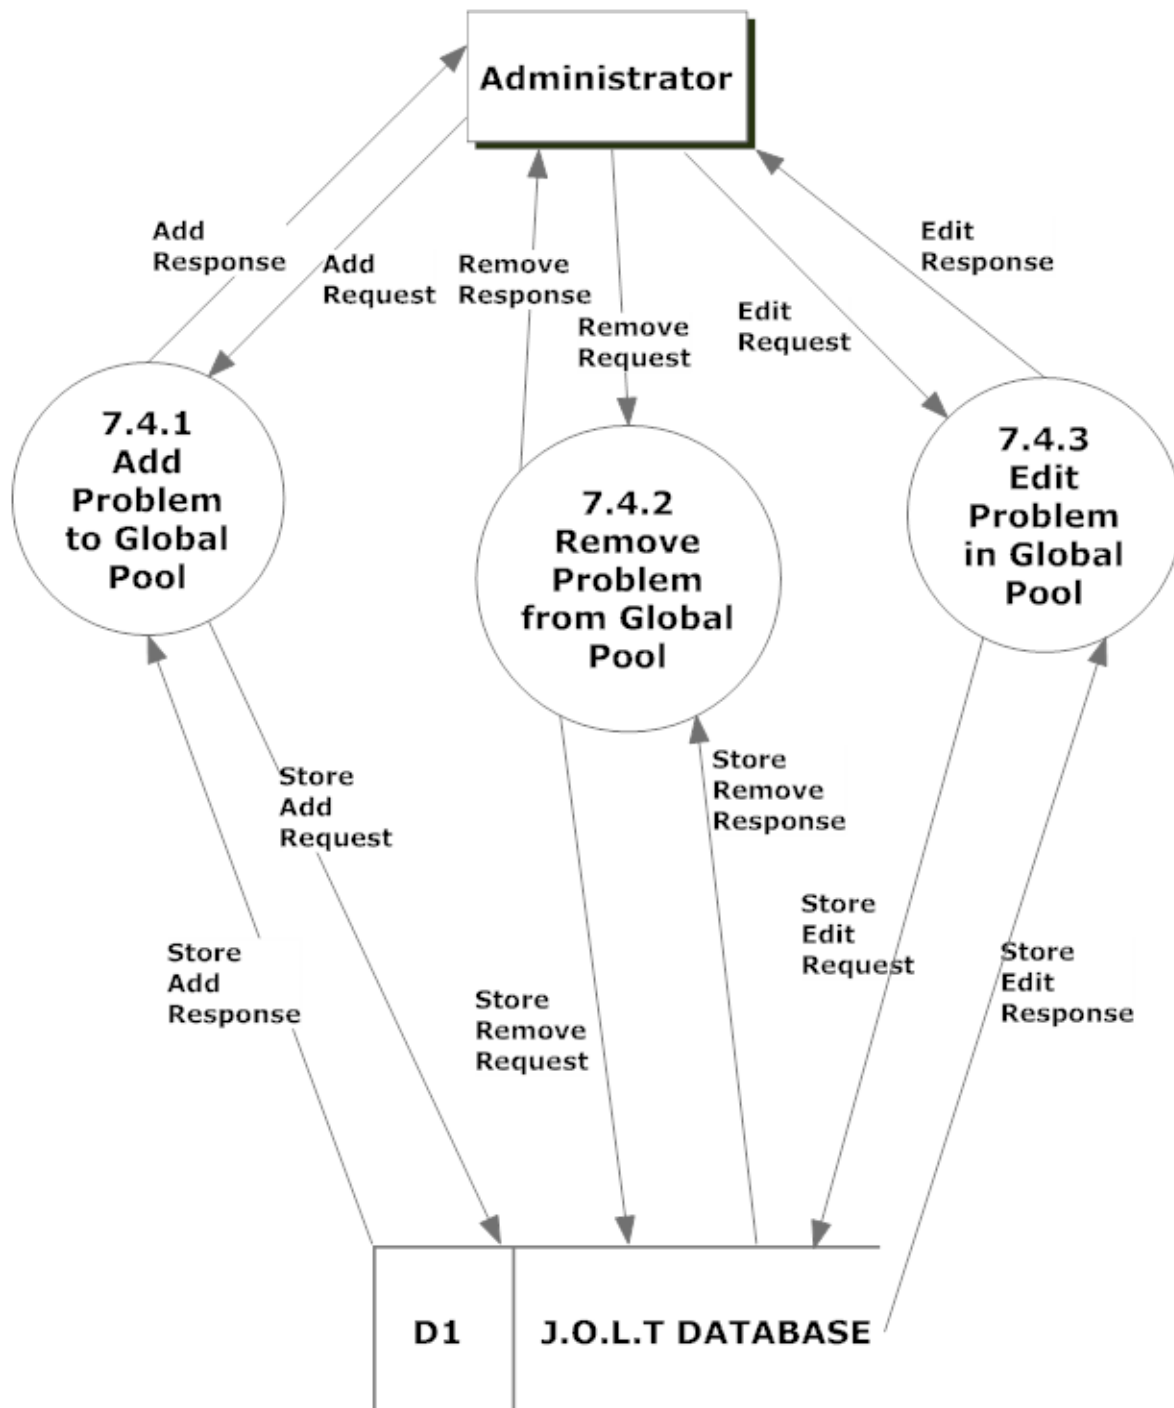 Administrator
Add
Response
Add
Request
Remove
Response
Remove
Request
Edit
Request
Edit
Response
7.4.1
Add
Problem
to Global
Pool
7.4.2
Remove
Problem
from Global
Pool
7.4.3
Edit
Problem
in Global
Pool
Store
Add
Request
Store
Add
Response
Store
Remove
Request
Store
Remove
Response
Store
Edit
Request
Store
Edit
Response
D1
J.O.L.T DATABASE